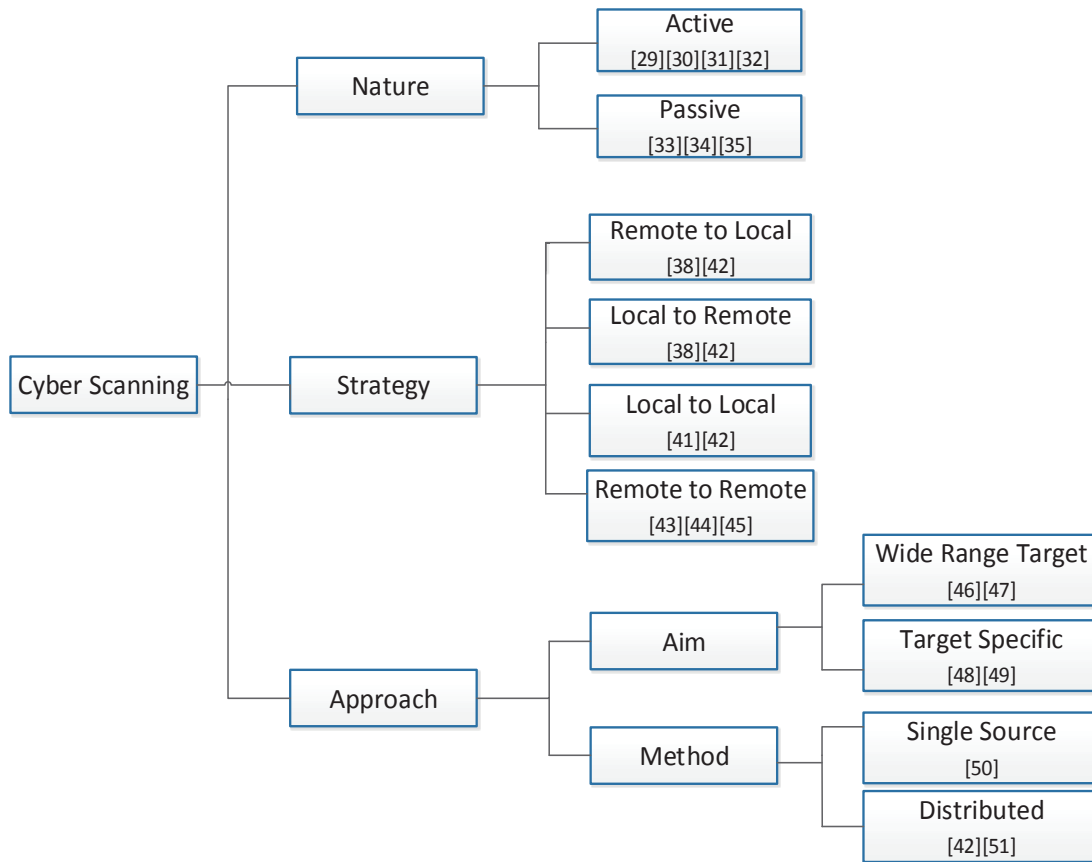 Cyber Scanning
Nature
Active
[29][30][31][32]
Passive
[33][34][35]
Strategy
Remote to Local
[38][42]
Local to Remote
[38][42]
Local to Local
[41][42]
Remote to Remote
[43][44][45]
Approach
Aim
Wide Range Target
[46][47]
Target Specific
[48][49]
Method
Single Source
[50]
Distributed
[42][51]